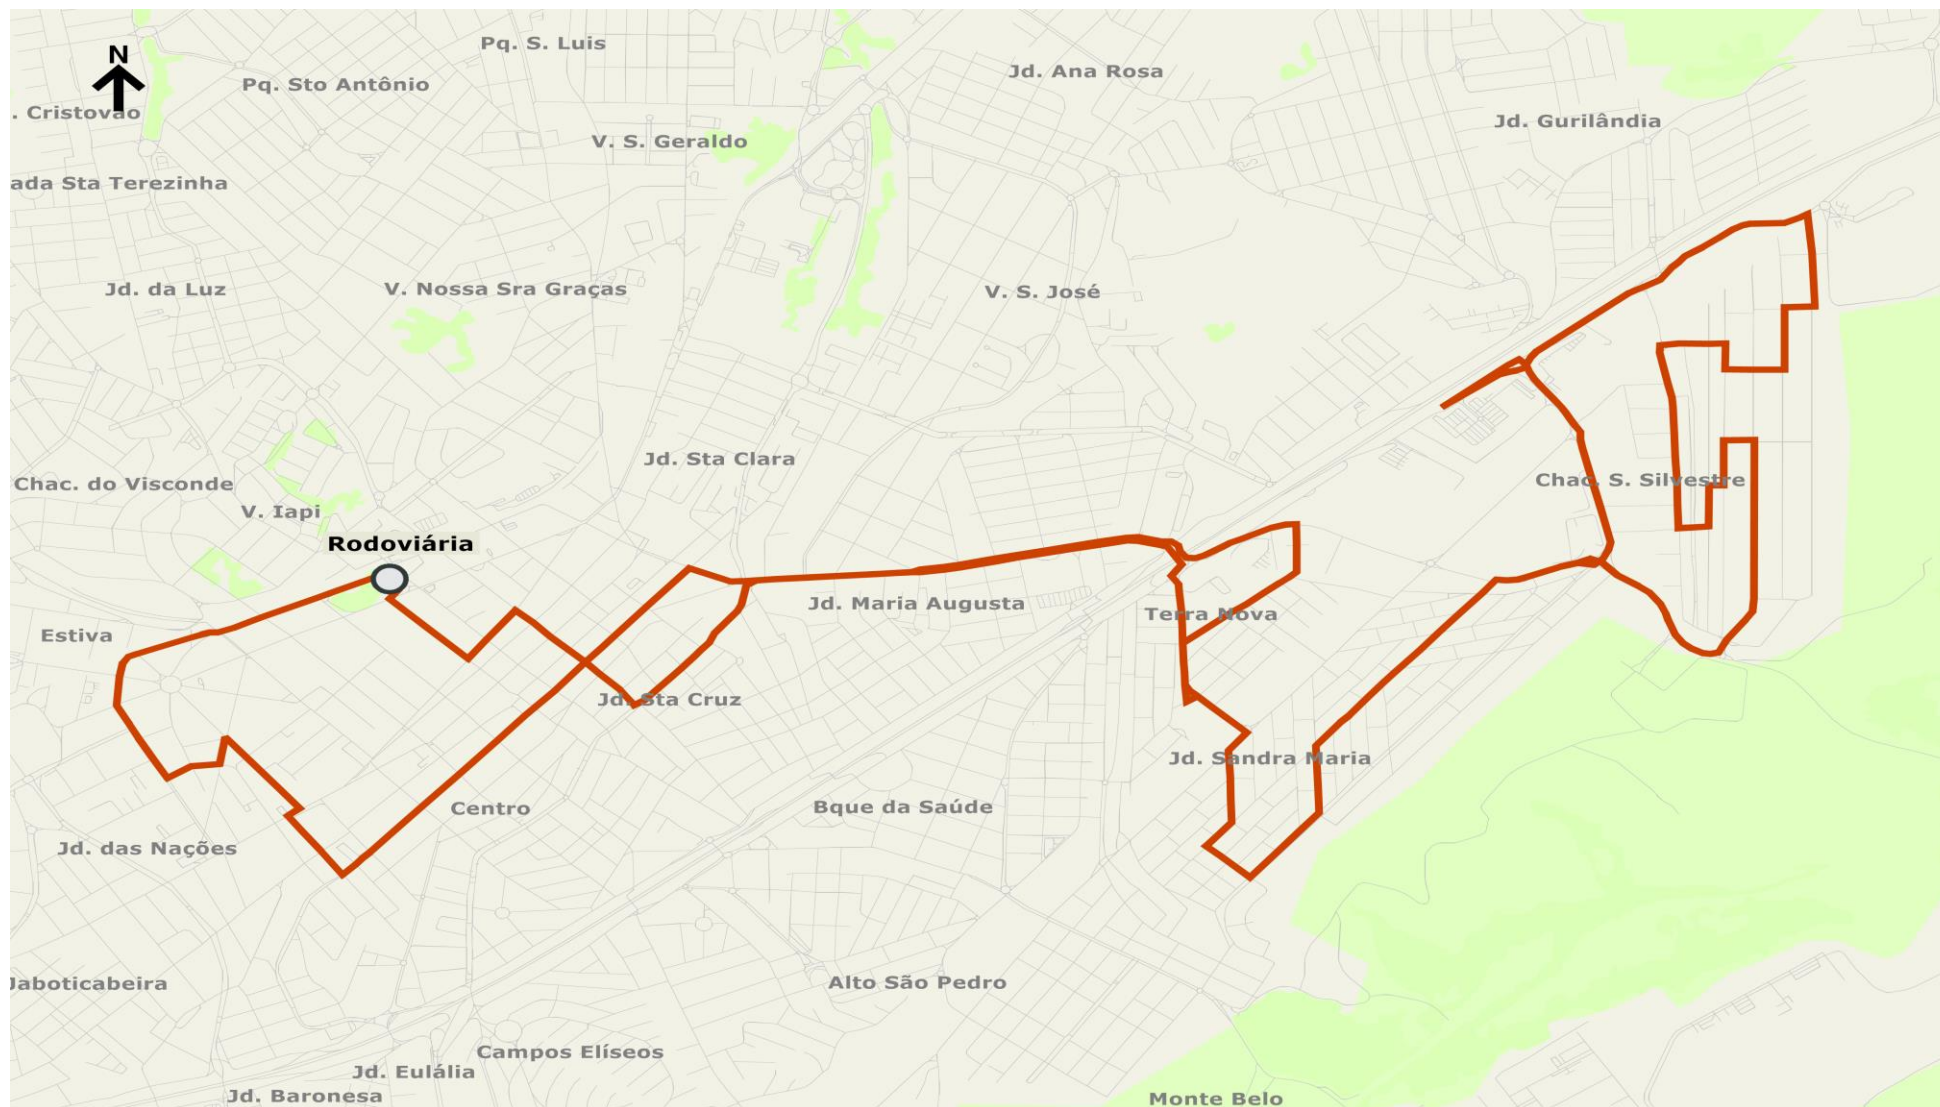 N
Pq. S. Luis
Jd. Ana Rosa
Pq. Sto Antônio
. Cristovão
Jd. Gurilândia
V. S. Geraldo
ada Sta Terezinha
Jd. da Luz
V. Nossa Sra Graças
V. S. José
Jd. Sta Clara
Chac. do Visconde
Chac. S. Silvestre
V. Iapi
Rodoviária
Jd. Maria Augusta
Terra Nova
Estiva
Jd. Sta Cruz
Jd. Sandra Maria
Centro
Bque da Saúde
Jd. das Nações
Jaboticabeira
Alto São Pedro
Campos Elíseos
Jd. Eulália
Jd. Baronesa
Monte Belo